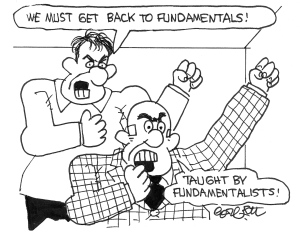 WE MUST GET BACK TO FUNDAMENTALS!
TAUGHT BY
FUNDAMENTALISTS!